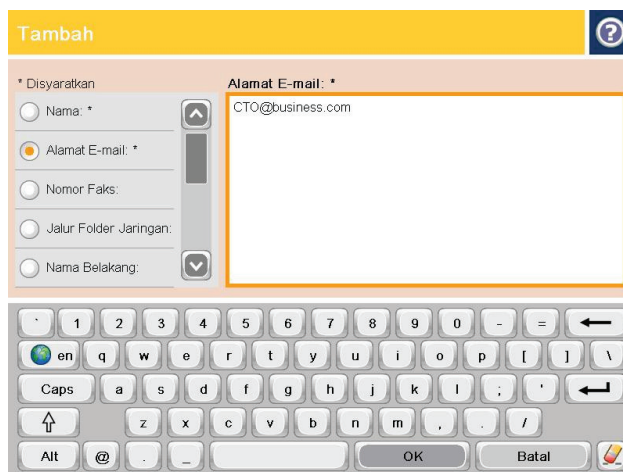 Tambah
?
* Disyaratkan
Alamat E-mail: *
Nama: *
CTO@business.com
Alamat E-mail: *
Nomor Faks:
Jalur Folder Jaringan:
Nama Belakang:
` 1 2 3 4 5 6 7 8 9 0 - =
en q w e r t y u i o p [ ] \
Caps a s d f g h j k l ; '
z x c v b n m , . /
Alt @ . _ OK Batal